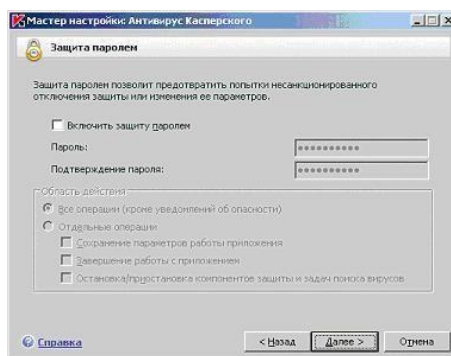 Мастер настройки: Антивирус Касперского
Защита паролем
Защита паролем позволит предотвратить попытки несанкционированного
отключения защиты или изменения ее параметров.
Включить защиту паролем
Пароль:
Подтверждение пароля:
Область действия
Все операции (кроме уведомлений об опасности)
Отдельные операции
Сохранение параметров работы приложения
Завершение работы с приложением
Остановка/приостановка компонентов защиты и задач поиска вирусов
Справка
< Назад
Далее >
Отмена